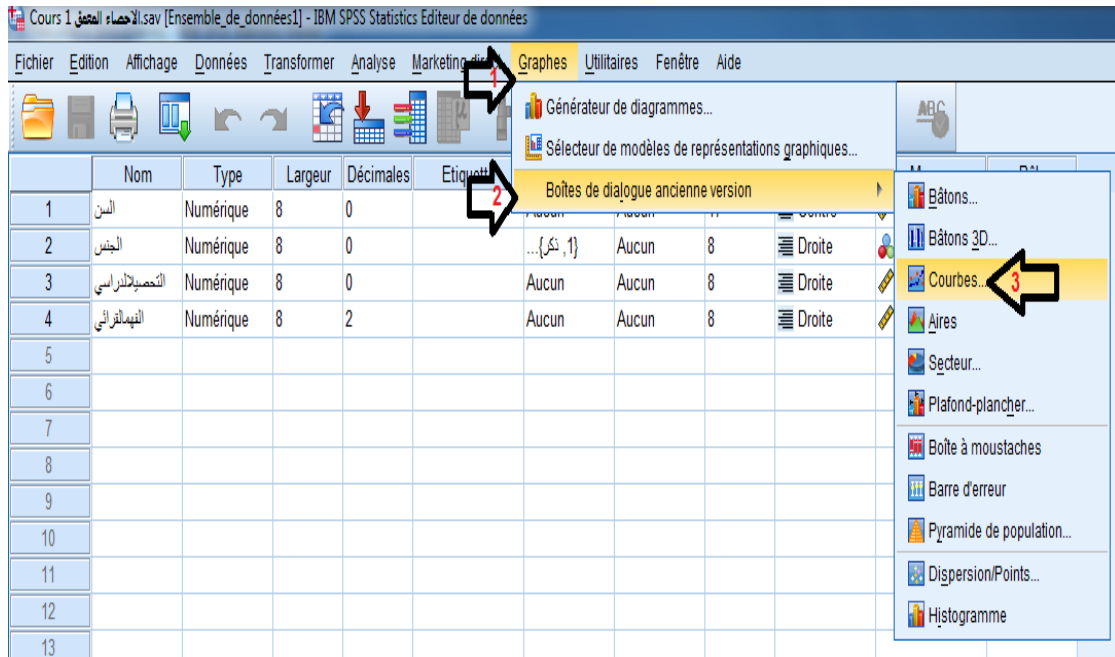 Cours 1 الاحصاء المعمق.sav [Ensemble_de_données1] - IBM SPSS Statistics Editeur de données
Fichier Edition Affichage Données Transformer Analyse Marketing Graphes Utilitaires Fenêtre Aide
1
Générateur de diagrammes...
ABC
Sélecteur de modèles de représentations graphiques...
Nom Type Largeur Décimales
2 Boîtes de dialogue ancienne version
1 السن Numérique 8 0
2 الجنس Numérique 8 0 {1, ذكر}... Aucun 8 Droite
3 التحصيلالدراسي Numérique 8 0 Aucun Aucun 8 Droite
4 الفهمالقرائي Numérique 8 2 Aucun Aucun 8 Droite
5
6
7
8
9
10
11
12
13
Bâtons...
Bâtons 3D...
Courbes... 3
Aires
Secteur...
Plafond-plancher...
Boîte à moustaches
Barre d'erreur
Pyramide de population...
Dispersion/Points...
Histogramme